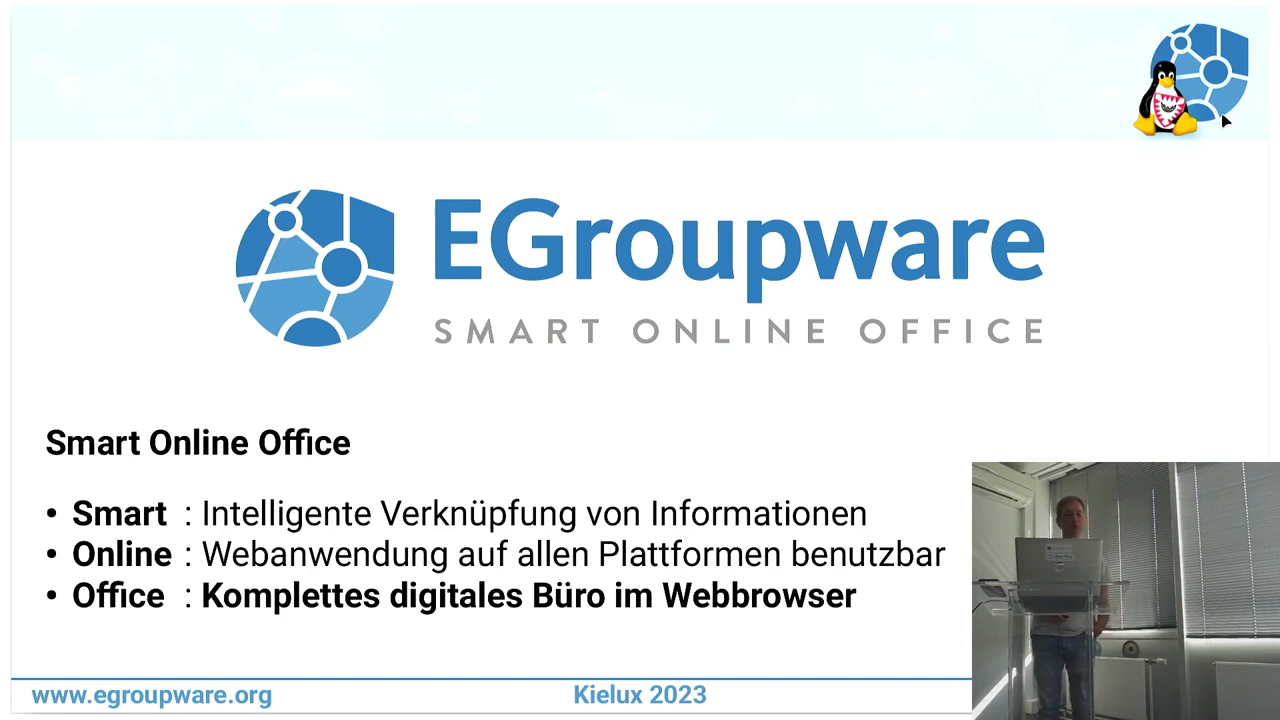 EGroupware
SMART ONLINE OFFICE
Smart Online Office
• Smart : Intelligente Verknüpfung von Informationen
• Online : Webanwendung auf allen Plattformen benutzbar
• Office : Komplettes digitales Büro im Webbrowser
www.egroupware.org
Kielux 2023